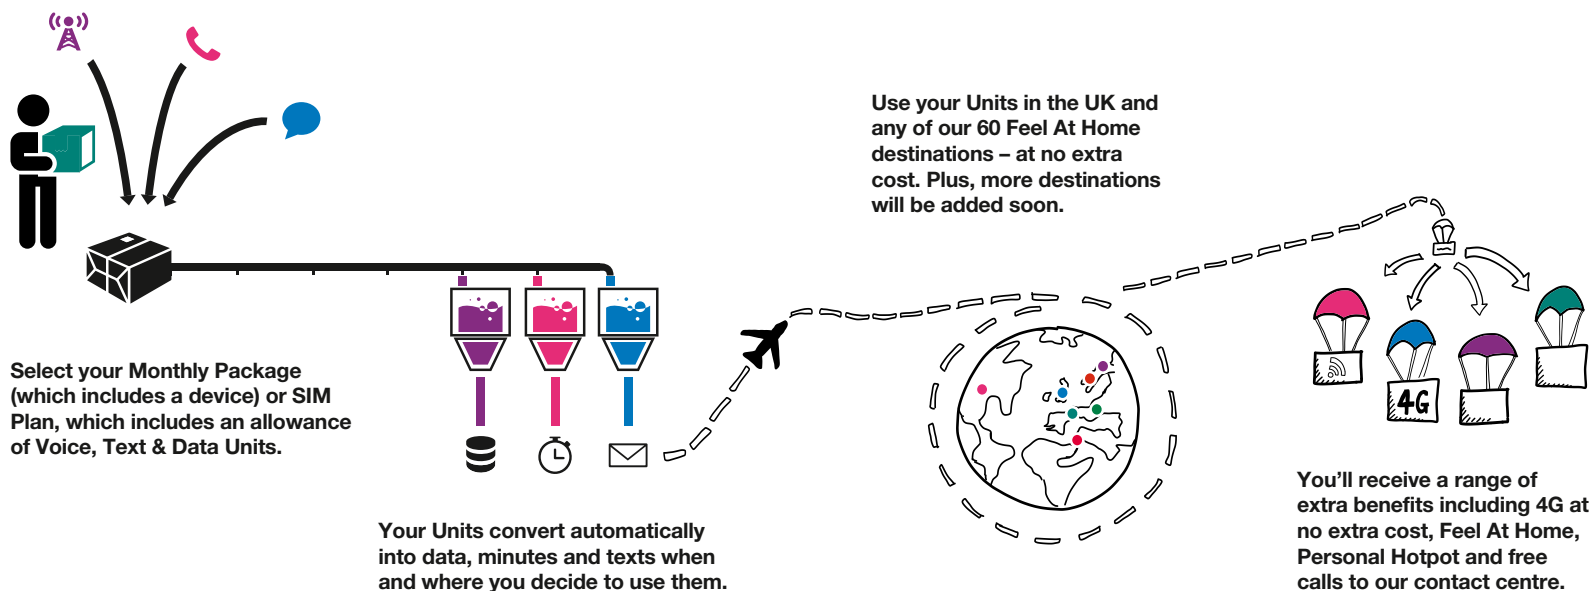 Select your Monthly Package
(which includes a device) or SIM
Plan, which includes an allowance
of Voice, Text & Data Units.
Your Units convert automatically
into data, minutes and texts when
and where you decide to use them.
Use your Units in the UK and
any of our 60 Feel At Home
destinations – at no extra
cost. Plus, more destinations
will be added soon.
4G
You’ll receive a range of
extra benefits including 4G at
no extra cost, Feel At Home,
Personal Hotpot and free
calls to our contact centre.